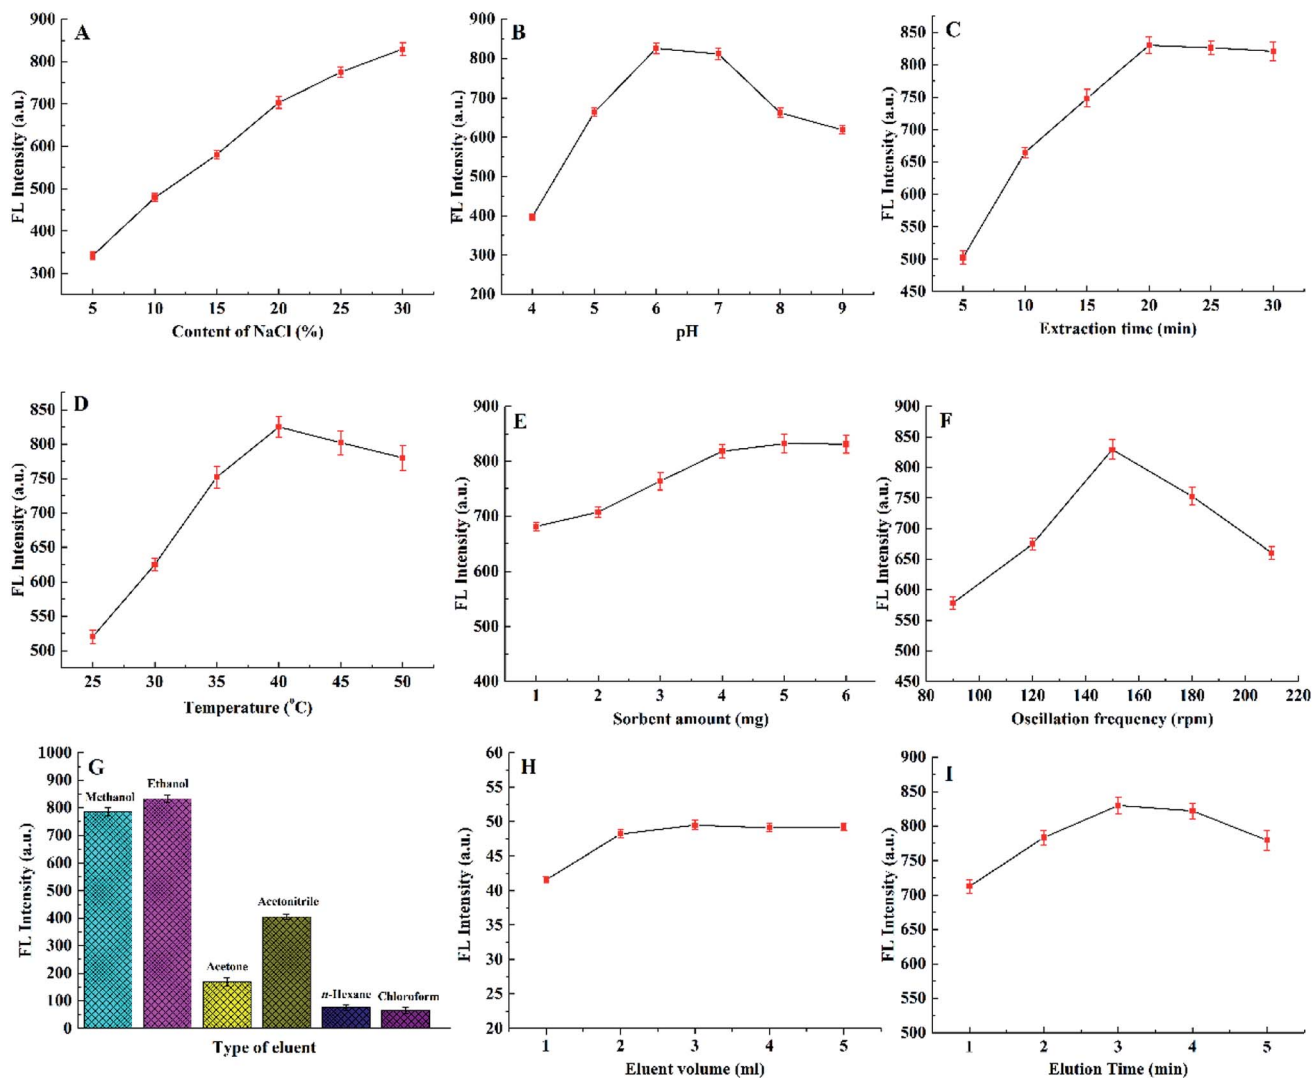 A
FL Intensity (a.u.)
900
800
700
600
500
400
300
5 10 15 20 25 30
Content of NaCl (%)
B
FL Intensity (a.u.)
900
800
700
600
500
400
300
200
4 5 6 7 8 9
pH
C
FL Intensity (a.u.)
850
800
750
700
650
600
550
500
450
5 10 15 20 25 30
Extraction time (min)
D
FL Intensity (a.u.)
850
800
750
700
650
600
550
500
25 30 35 40 45 50
Temperature (°C)
E
FL Intensity (a.u.)
900
800
700
600
500
400
1 2 3 4 5 6
Sorbent amount (mg)
F
FL Intensity (a.u.)
900
850
800
750
700
650
600
550
500
450
80 100 120 140 160 180 200 220
Oscillation frequency (rpm)
G
FL Intensity (a.u.)
1000
900
800
700
600
500
400
300
200
100
0
Methanol
Ethanol
Acetone
Acetonitrile
n-Hexane
Chloroform
Type of eluent
H
FL Intensity (a.u.)
60
55
50
45
40
35
30
25
20
1 2 3 4 5
Eluent volume (ml)
I
FL Intensity (a.u.)
900
850
800
750
700
650
600
550
500
1 2 3 4 5
Elution Time (min)